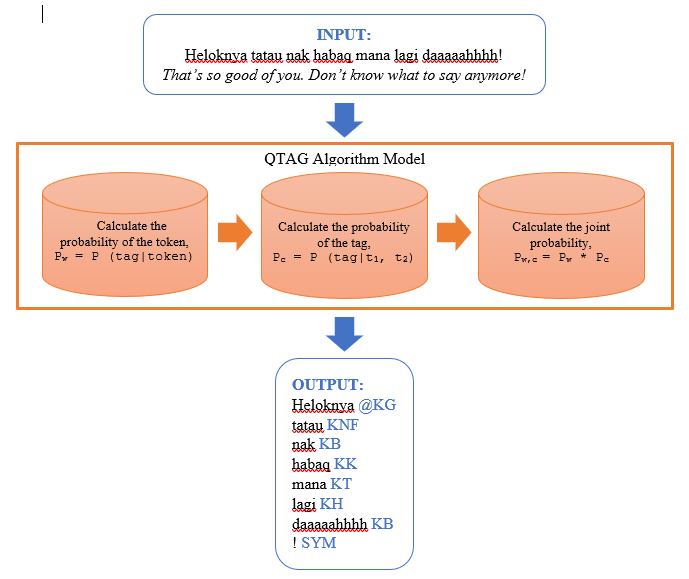 INPUT:
Heloknya tatau nak habaq mana lagi daaaaahhhh!
That's so good of you. Don't know what to say anymore!
QTAG Algorithm Model
Calculate the
probability of the token,
Pw = P (tag|token)
Calculate the probability
of the tag,
Pc = P (tag|t1, t2)
Calculate the joint
probability,
Pw,c = Pw * Pc
OUTPUT:
Heloknya @KG
tatau KNF
nak KB
habaq KK
mana KT
lagi KH
daaaaahhhh KB
! SYM